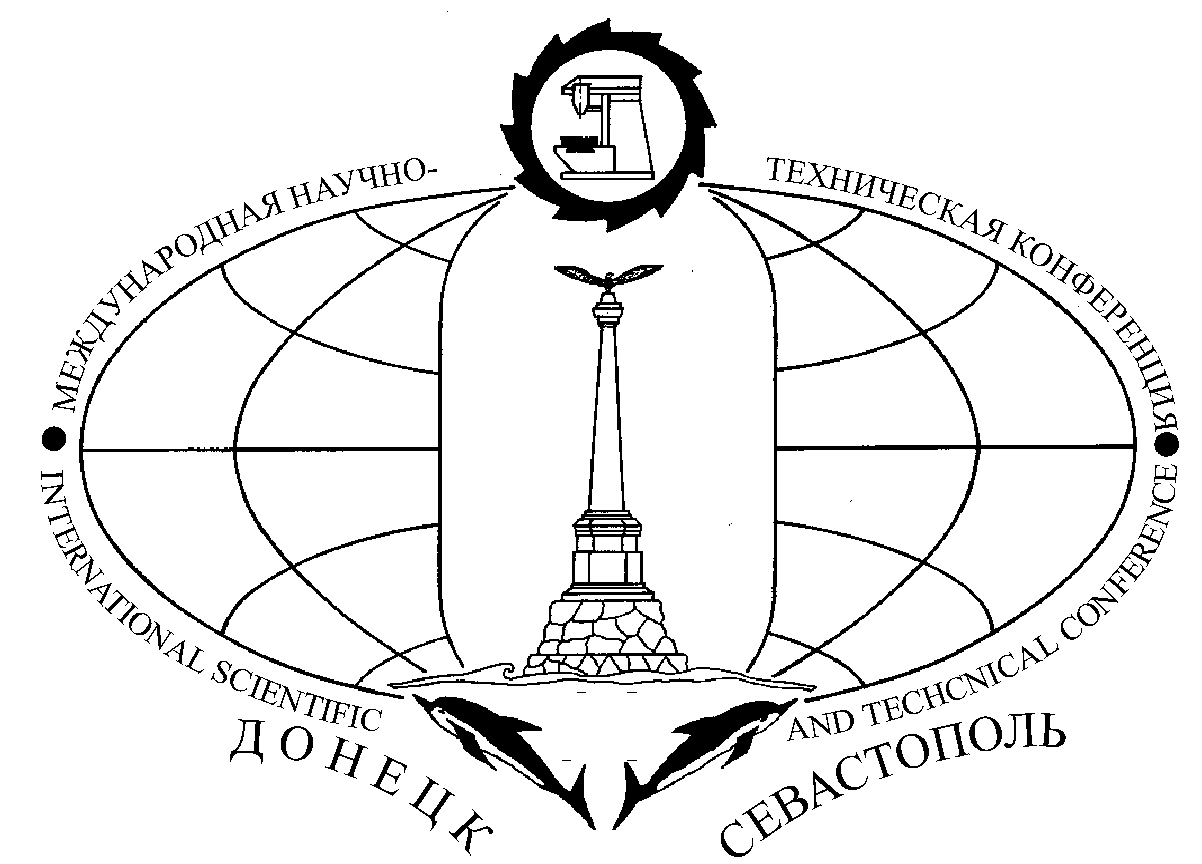 МЕЖДУНАРОДНАЯ НАУЧНО-
ТЕХНИЧЕСКАЯ КОНФЕРЕНЦИЯ
INTERNATIONAL SCIENTIFIC
AND TECHCNICAL CONFERENCE
ДОНЕЦК
СЕВАСТОПОЛЬ